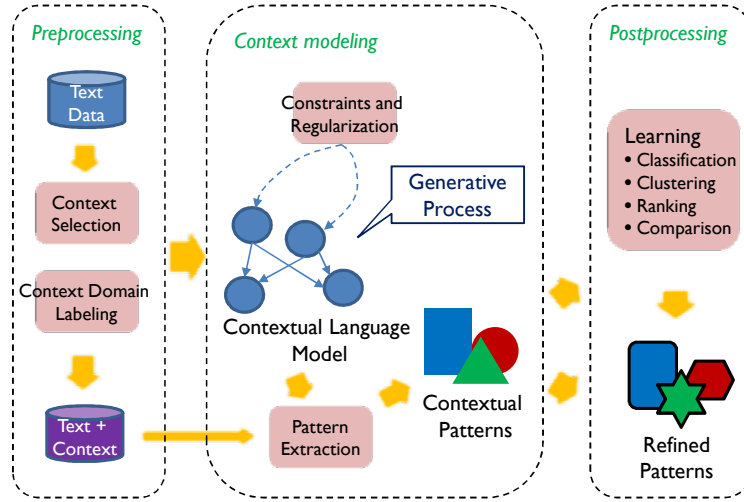 Preprocessing
Text
Data
Context
Selection
Context Domain
Labeling
Text +
Context
Context modeling
Constraints and
Regularization
Generative
Process
Contextual Language
Model
Pattern
Extraction
Contextual
Patterns
Postprocessing
Learning
• Classification
• Clustering
• Ranking
• Comparison
Refined
Patterns